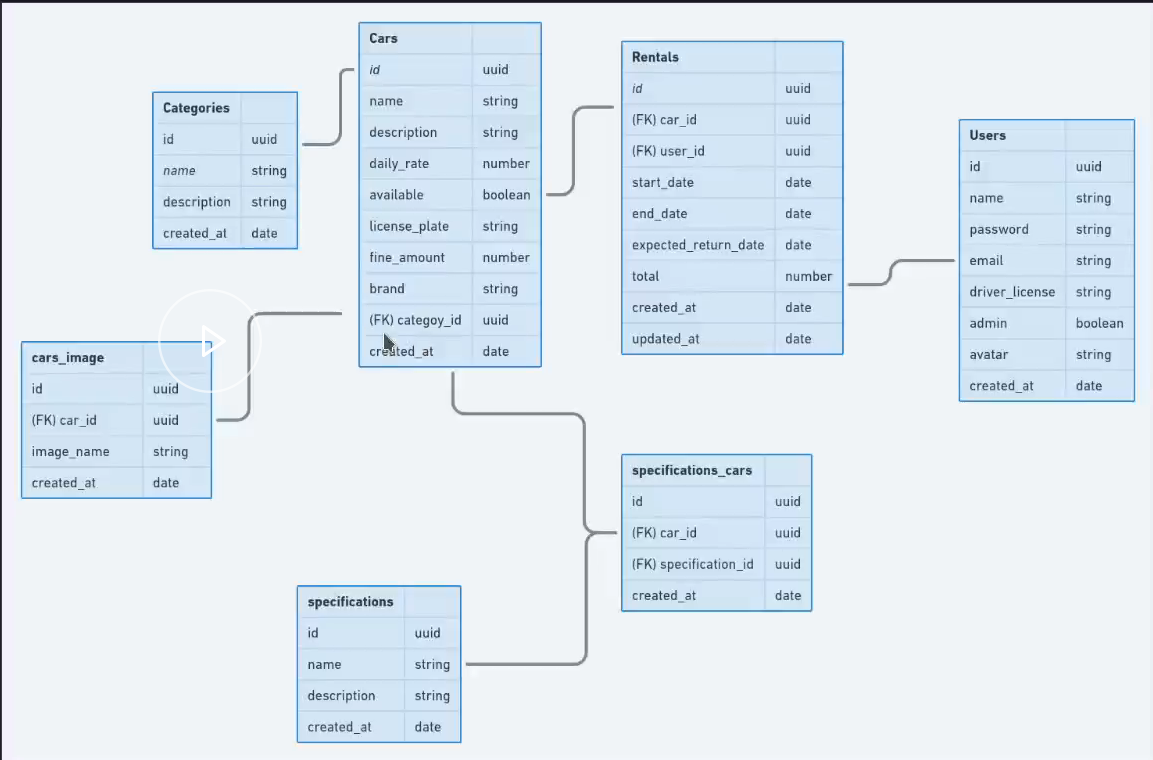 Cars
id uuid
name string
description string
daily_rate number
available boolean
license_plate string
fine_amount number
brand string
(FK) categoy_id uuid
created_at date
Rentals
id uuid
(FK) car_id uuid
(FK) user_id uuid
start_date date
end_date date
expected_return_date date
total number
created_at date
updated_at date
Categories
id uuid
name string
description string
created_at date
Users
id uuid
name string
password string
email string
driver_license string
admin boolean
avatar string
created_at date
cars_image
id uuid
(FK) car_id uuid
image_name string
created_at date
specifications_cars
id uuid
(FK) car_id uuid
(FK) specification_id uuid
created_at date
specifications
id uuid
name string
description string
created_at date